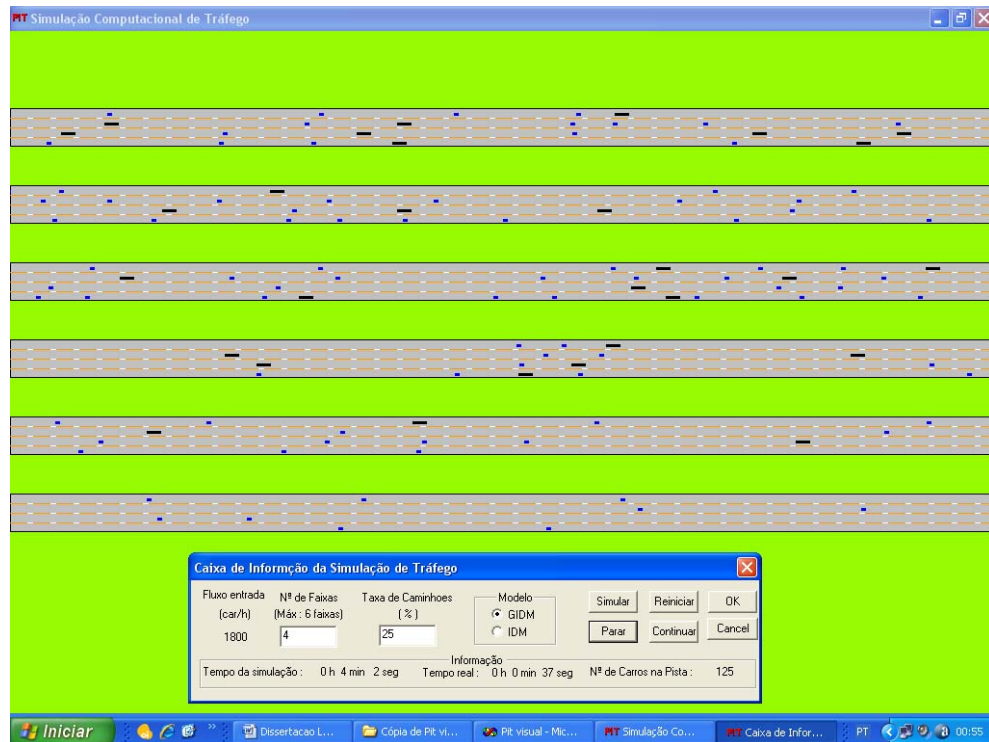 PIT Simulação Computacional de Tráfego
Caixa de Informção da Simulação de Tráfego
Fluxo entrada Nº de Faixas Taxa de Caminhoes Modelo
(car/h) (Máx : 6 faixas) (%) GIDM Simular Reiniciar OK
1800 4 25 IDM Parar Continuar Cancel
Informação
Tempo da simulação : 0 h 4 min 2 seg Tempo real : 0 h 0 min 37 seg Nº de Carros na Pista : 125
Iniciar » Dissertacao L... Cópia de Pit vi... Pit visual - Mic... PIT Simulação Co... PIT Caixa de Infor... PT 00:55